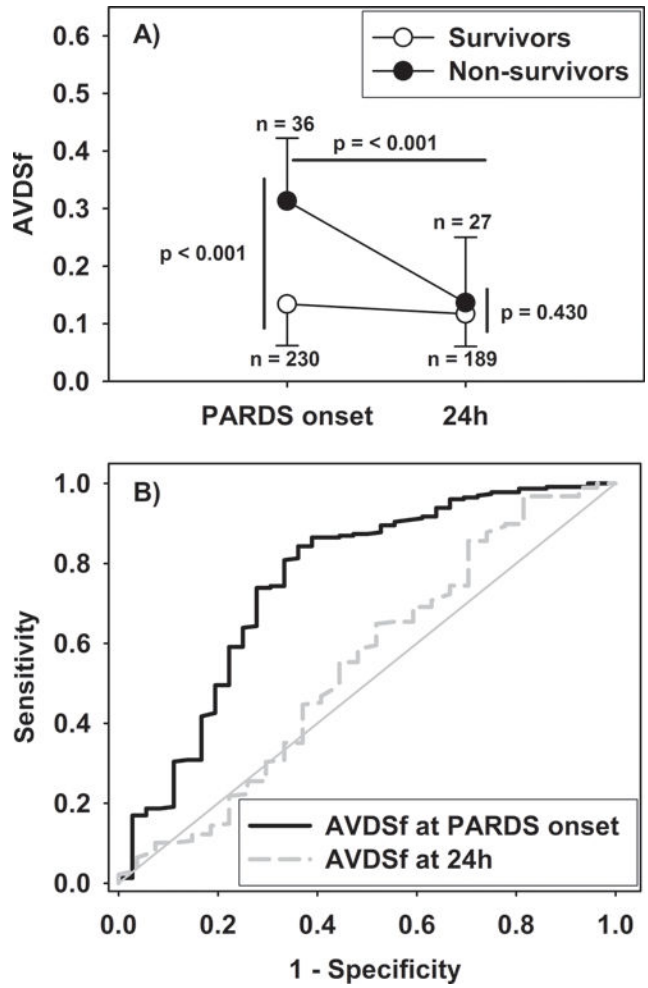 A)
Survivors
Non-survivors
0.6
0.5
0.4
0.3
0.2
0.1
0.0
AVDSf
n = 36
p = < 0.001
n = 27
p < 0.001
p = 0.430
n = 230
n = 189
PARDS onset 24h
B)
1.0
0.8
0.6
0.4
0.2
0.0
Sensitivity
AVDSf at PARDS onset
AVDSf at 24h
0.0 0.2 0.4 0.6 0.8 1.0
1 - Specificity